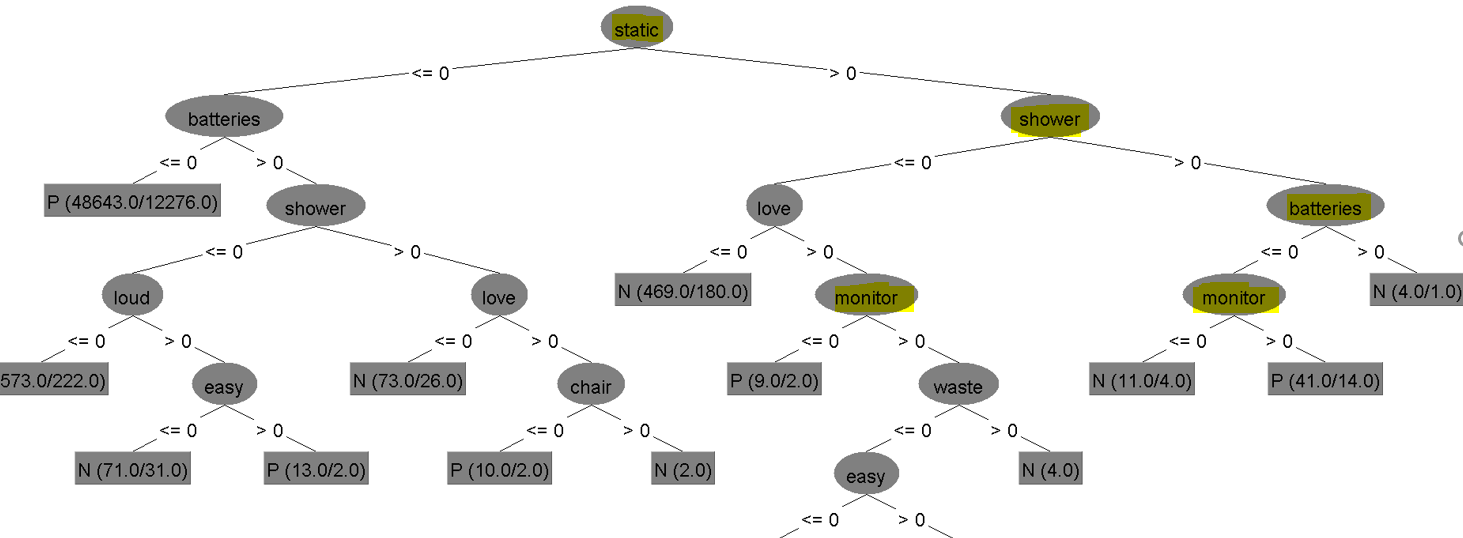 static
<= 0
> 0
batteries
shower
<= 0
> 0
<= 0
> 0
P (48643.0/12276.0)
shower
love
batteries
<= 0
> 0
<= 0
> 0
<= 0
> 0
loud
love
N (469.0/180.0)
monitor
monitor
N (4.0/1.0)
<= 0
> 0
<= 0
> 0
<= 0
> 0
<= 0
> 0
573.0/222.0)
easy
N (73.0/26.0)
chair
P (9.0/2.0)
waste
N (11.0/4.0)
P (41.0/14.0)
<= 0
> 0
<= 0
> 0
<= 0
> 0
N (71.0/31.0)
P (13.0/2.0)
P (10.0/2.0)
N (2.0)
easy
N (4.0)
<= 0
> 0